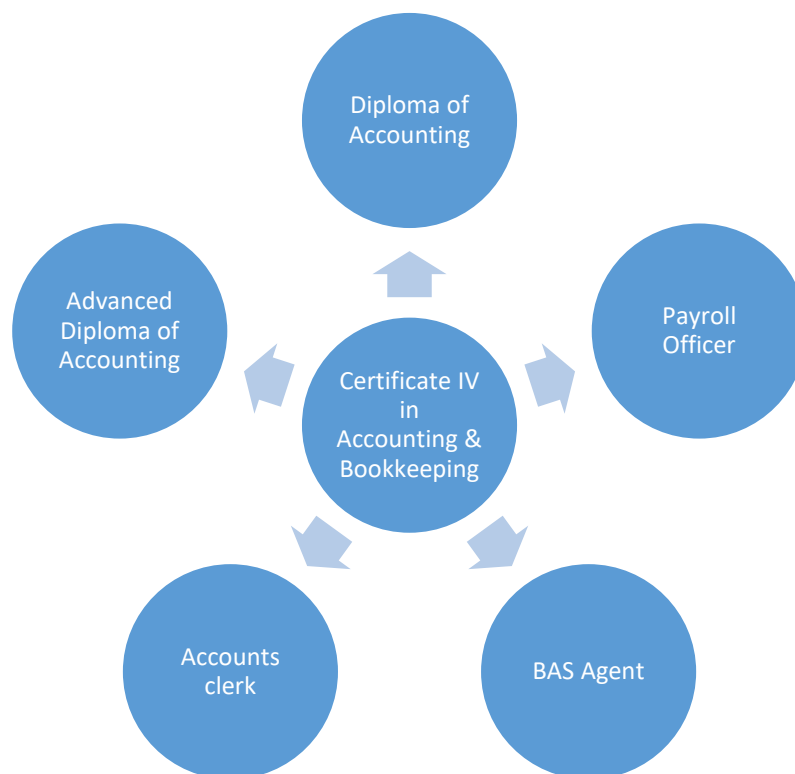 Diploma of
Accounting
Advanced
Diploma of
Accounting
Payroll
Officer
Certificate IV
in
Accounting &
Bookkeeping
Accounts
clerk
BAS Agent